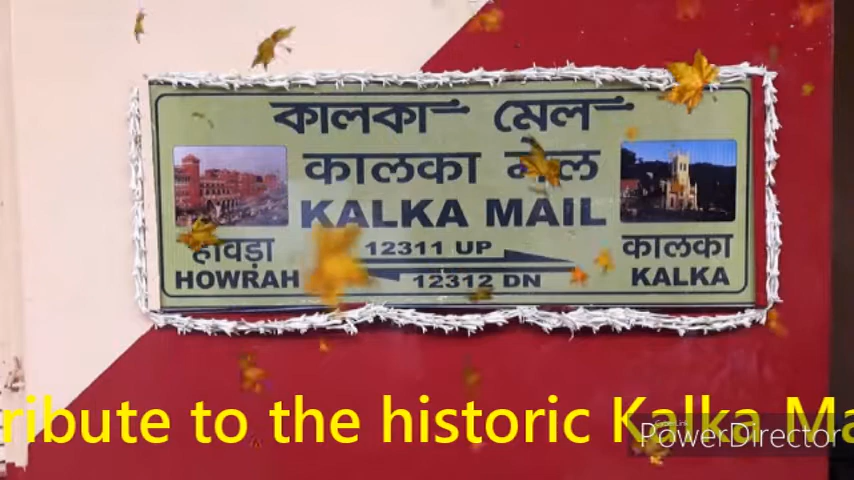 কালকা মেল
कालका मेल
KALKA MAIL
हावड़ा
HOWRAH
12311 UP
12312 DN
कालका
KALKA
ribute to the historic Kalka Ma
PowerDirector